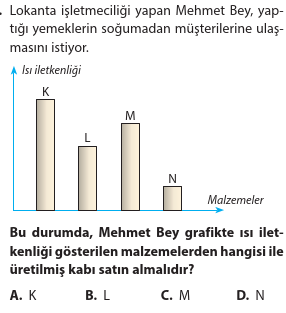 . Lokanta işletmeciliği yapan Mehmet Bey, yap-
tığı yemeklerin soğumadan müşterilerine ulaş-
masını istiyor.
Isı iletkenliği
K
L
M
N
Malzemeler
Bu durumda, Mehmet Bey grafikte ısı ilet-
kenliği gösterilen malzemelerden hangisi ile
üretilmiş kabı satın almalıdır?
A. K B. L C. M D. N